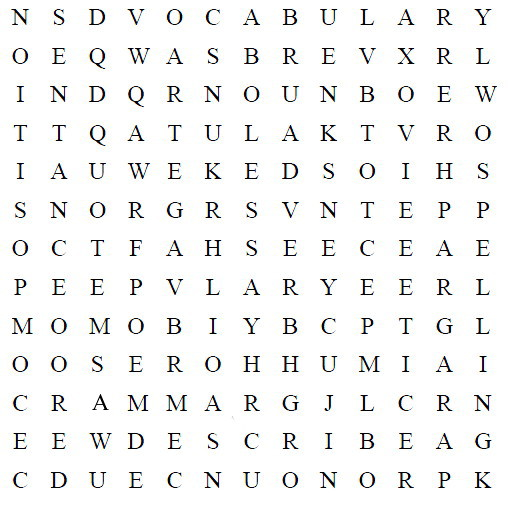 N S D V O C A B U L A R Y
O E Q W A S B R E V X R L
I N D Q R N O U N B O E W
T T Q A T U L A K T V R O
I A U W E K E D S O I H S
S N O R G R S V N T E P P
O C T F A H S E E C E A E
P E E P V L A R Y E E R L
M O M O B I Y B C P T G L
O O S E R O H H U M I A I
C R A M M A R G J L C R N
E E W D E S C R I B E A G
C D U E C N U O N O R P K